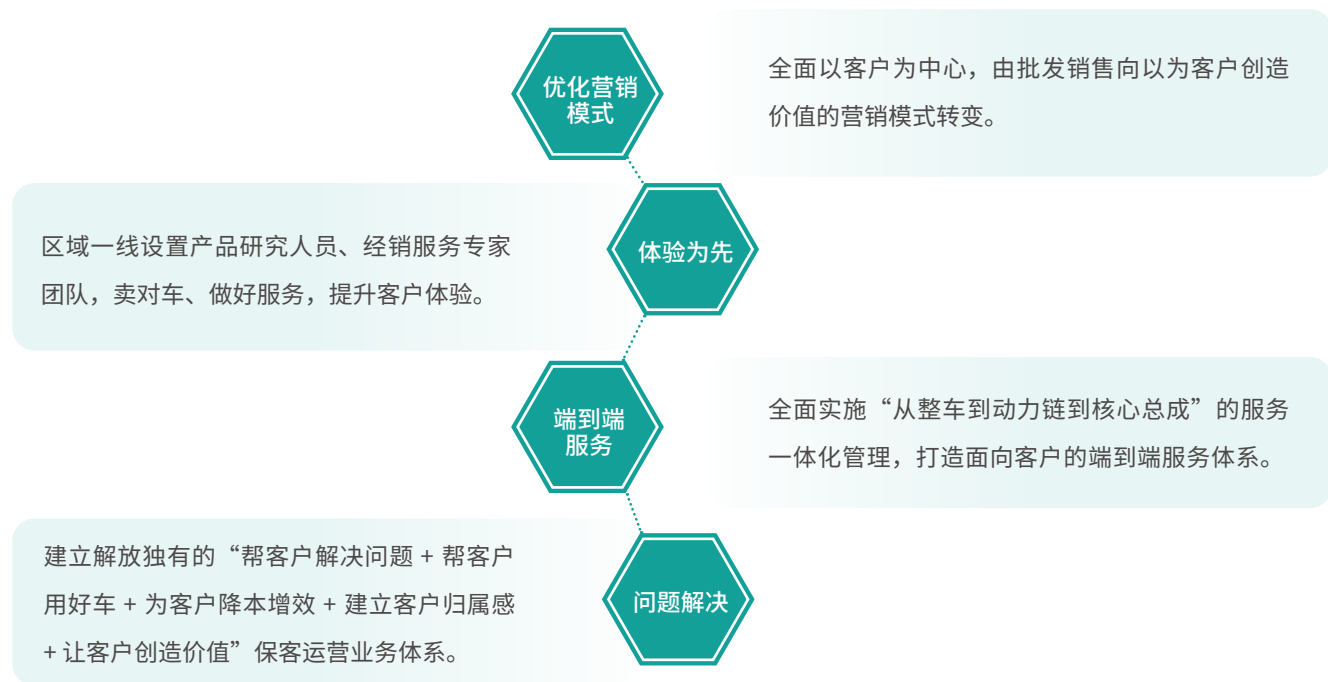 优化营销
模式
全面以客户为中心，由批发销售向以为客户创造
价值的营销模式转变。
体验为先
区域一线设置产品研究人员、经销服务专家
团队，卖对车、做好服务，提升客户体验。
端到端
服务
全面实施“从整车到动力链到核心总成”的服务
一体化管理，打造面向客户的端到端服务体系。
问题解决
建立解放独有的“帮客户解决问题 + 帮客户
用好车 + 为客户降本增效 + 建立客户归属感
+ 让客户创造价值”保客运营业务体系。